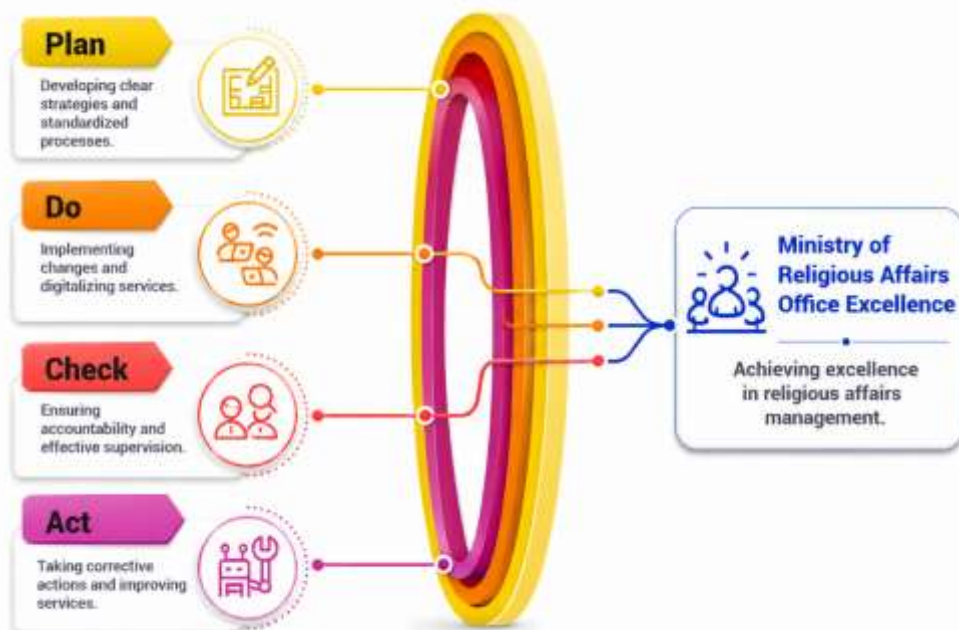 Plan
Developing clear
strategies and
standardized
processes.
Do
Implementing
changes and
digitalizing services.
Check
Ensuring
accountability and
effective supervision.
Act
Taking corrective
actions and improving
services.
Ministry of
Religious Affairs
Office Excellence
Achieving excellence
in religious affairs
management.